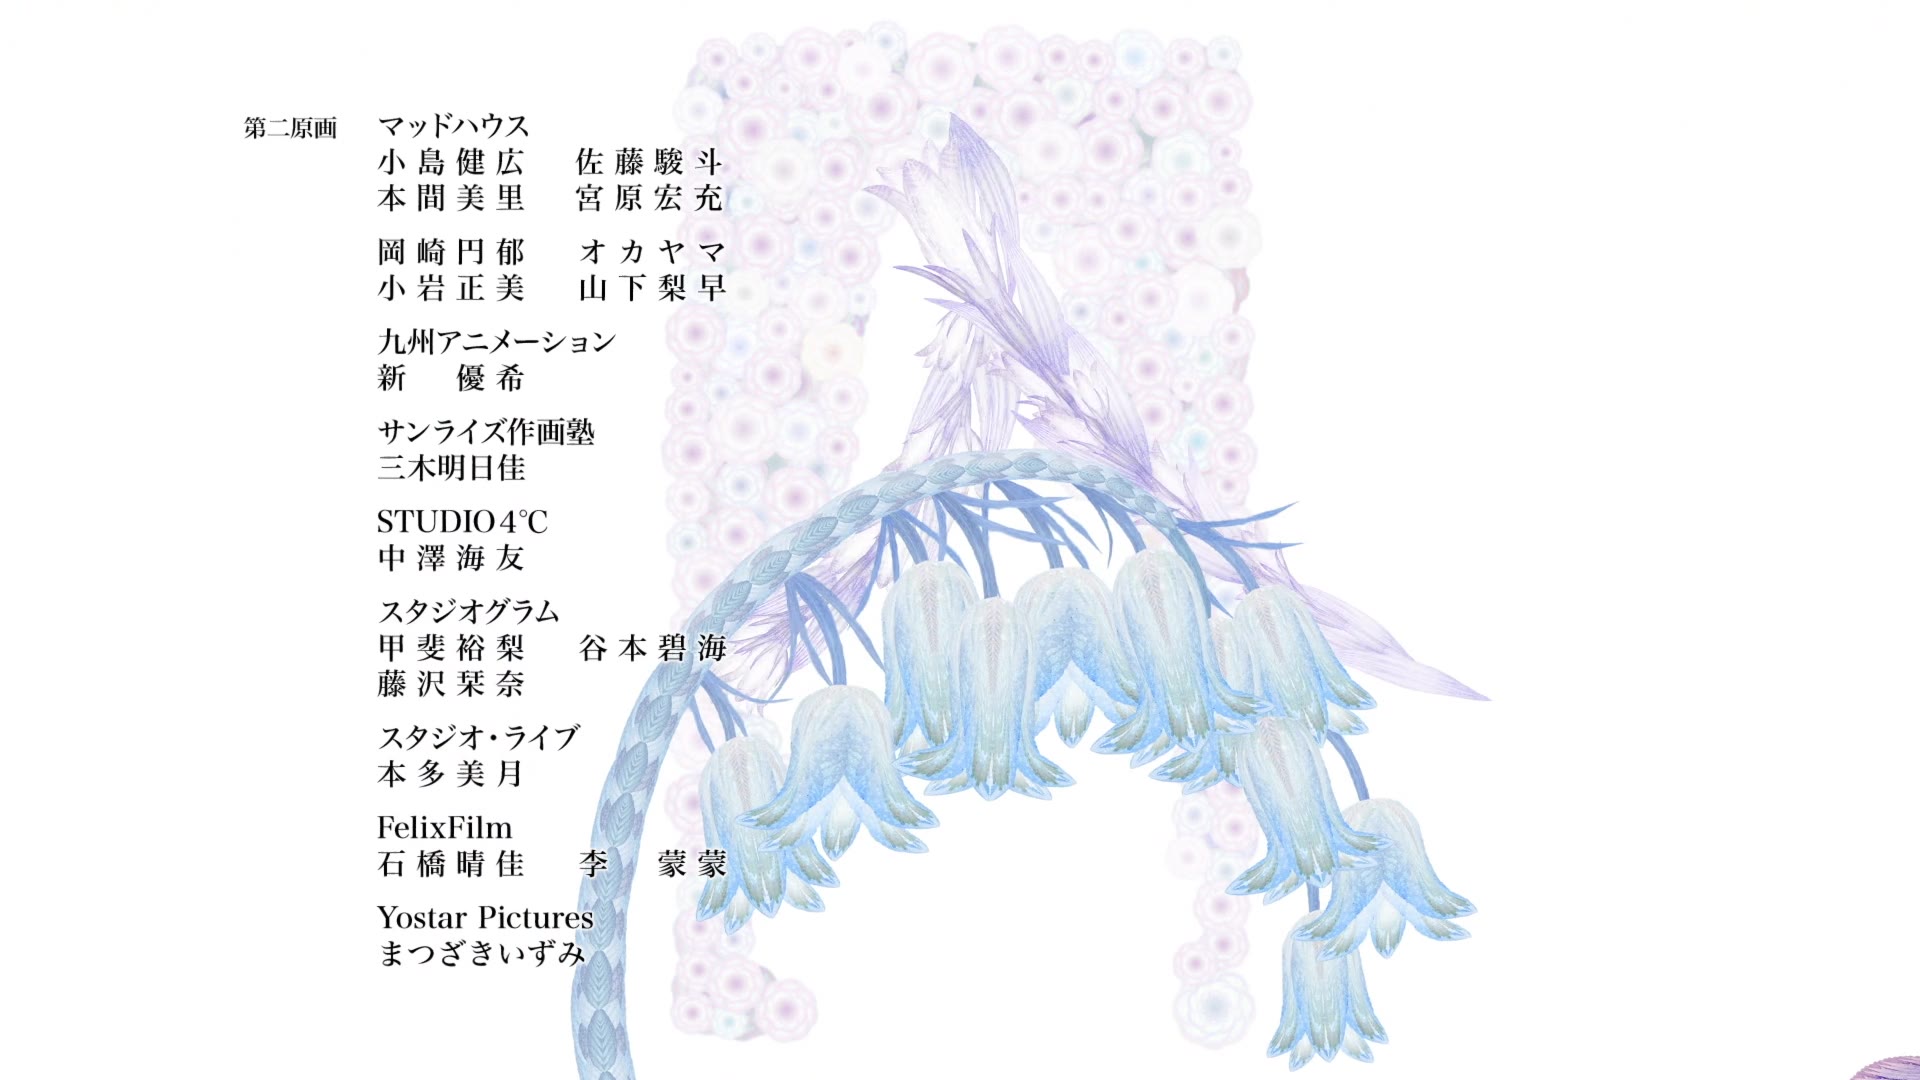 第二原画 マッドハウス
小島健広 佐藤駿斗
本間美里 宮原宏充
岡崎円郁 オカヤマ
小岩正美 山下梨早
九州アニメーション
新 優希
サンライズ作画塾
三木明日佳
STUDIO4℃
中澤海友
スタジオグラム
甲斐裕梨 谷本碧海
藤沢栞奈
スタジオ・ライブ
本多美月
FelixFilm
石橋晴佳 李 蒙蒙
Yostar Pictures
まつざきいずみ